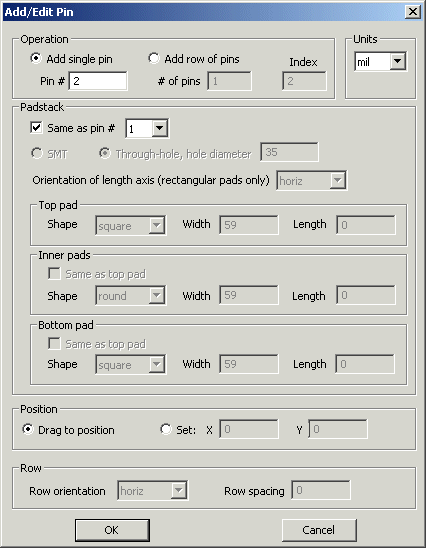 Add/Edit Pin
Operation
Units
Add single pin Add row of pins Index
mil
Pin # 2 # of pins 1 2
Padstack
Same as pin # 1
SMT Through-hole, hole diameter 35
Orientation of length axis (rectangular pads only) horiz
Top pad
Shape square Width 59 Length 0
Inner pads
Same as top pad
Shape round Width 59 Length 0
Bottom pad
Same as top pad
Shape square Width 59 Length 0
Position
Drag to position Set: X 0 Y 0
Row
Row orientation horiz Row spacing 0
OK Cancel